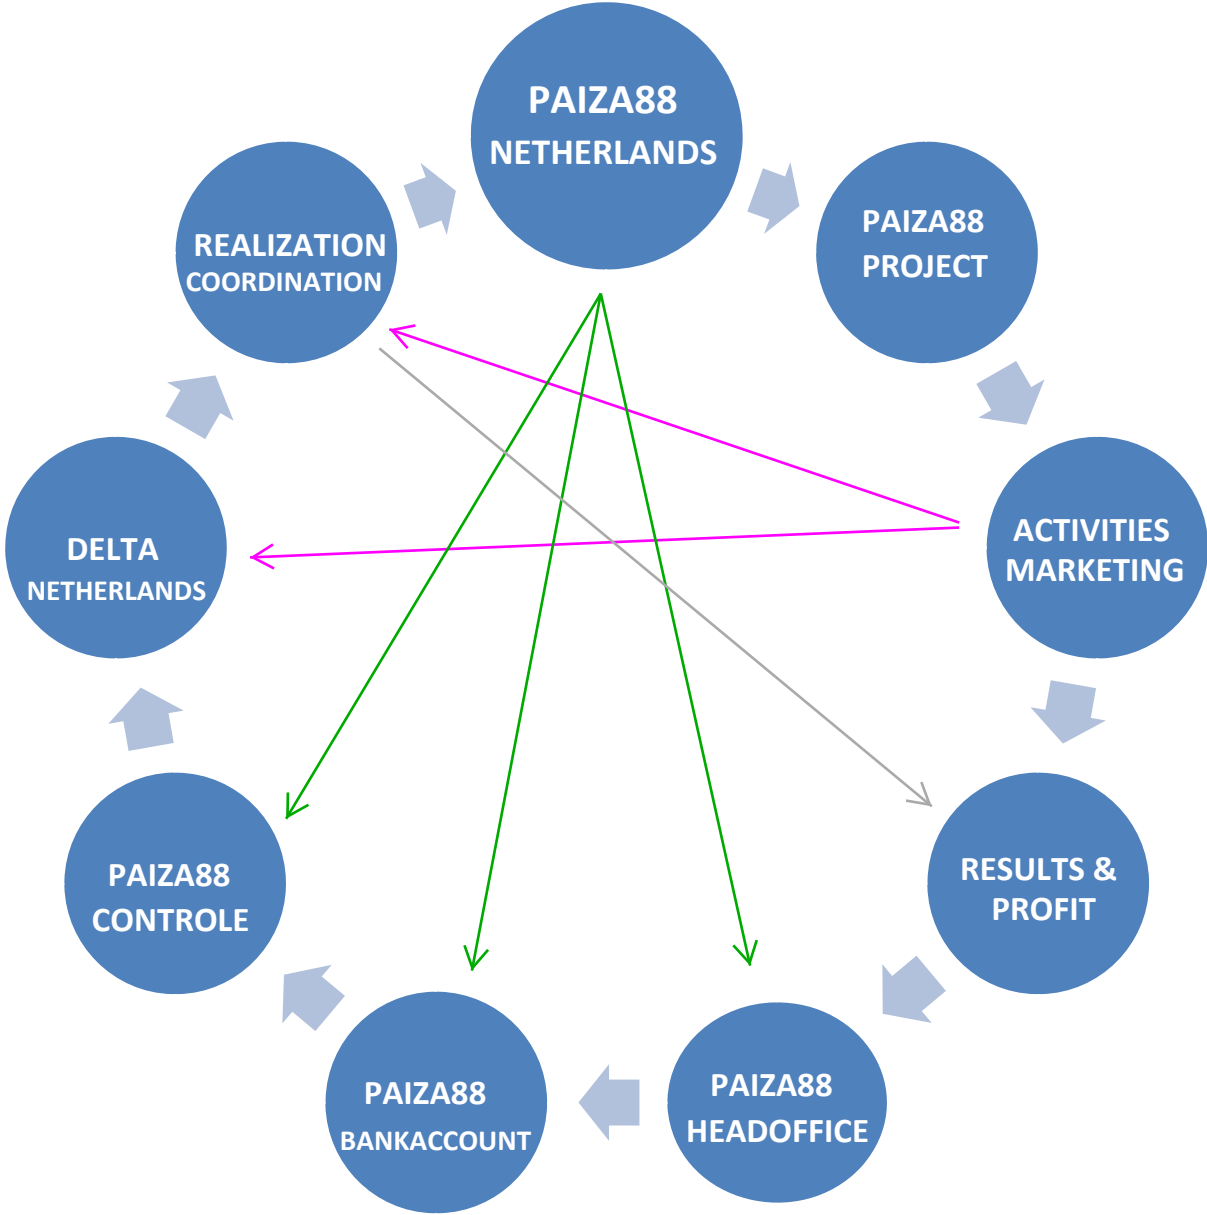 PAIZA88
NETHERLANDS
PAIZA88
PROJECT
ACTIVITIES
MARKETING
RESULTS &
PROFIT
PAIZA88
HEADOFFICE
PAIZA88
BANKACCOUNT
PAIZA88
CONTROLE
DELTA
NETHERLANDS
REALIZATION
COORDINATION